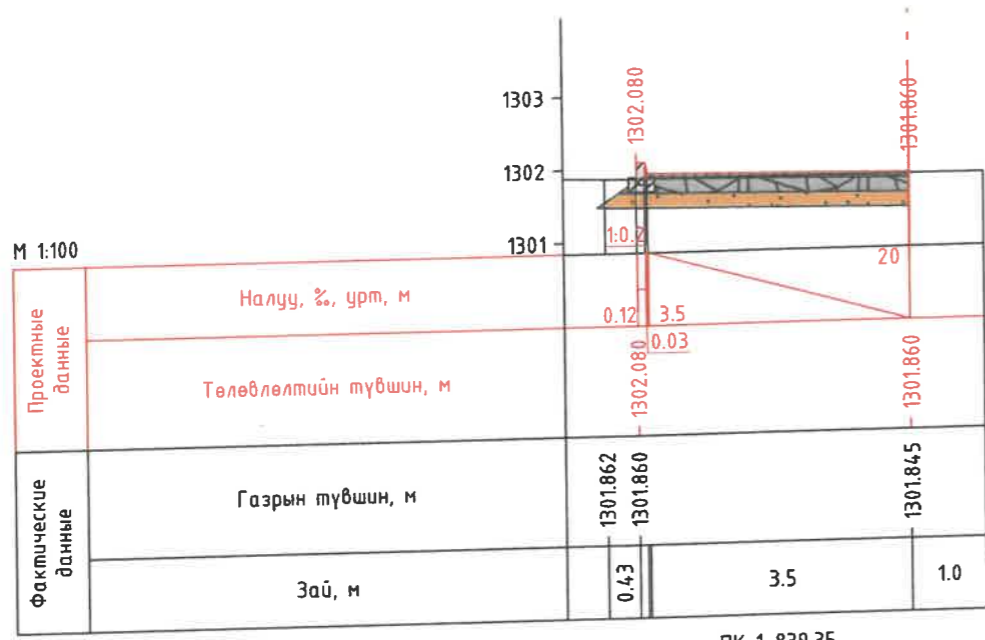 1303
1302.080
1301.860
1302
1301
1:0.2
20
М 1:100
Проектные данные
Налуу, ‰, урт, м
0.12
3.5
0.03
Төлөвлөлтийн түвшин, м
1302.080
1301.860
Фактические данные
Газрын түвшин, м
1301.862
1301.860
1301.845
Зай, м
0.43
3.5
1.0